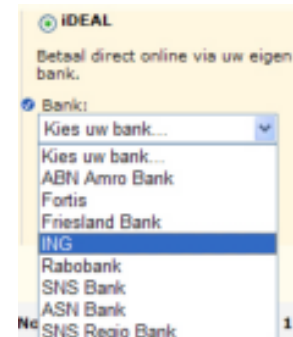 iDEAL
Betaal direct online via uw eigen
bank.
Bank:
Kies uw bank...
Kies uw bank...
ABN Amro Bank
Fortis
Friesland Bank
ING
Rabobank
SNS Bank
ASN Bank
SNS Regio Bank